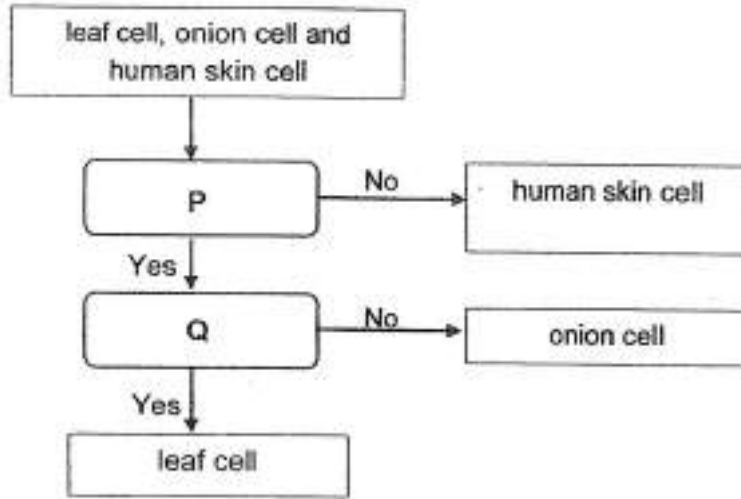 leaf cell, onion cell and
human skin cell
P
No
human skin cell
Yes
Q
No
onion cell
Yes
leaf cell